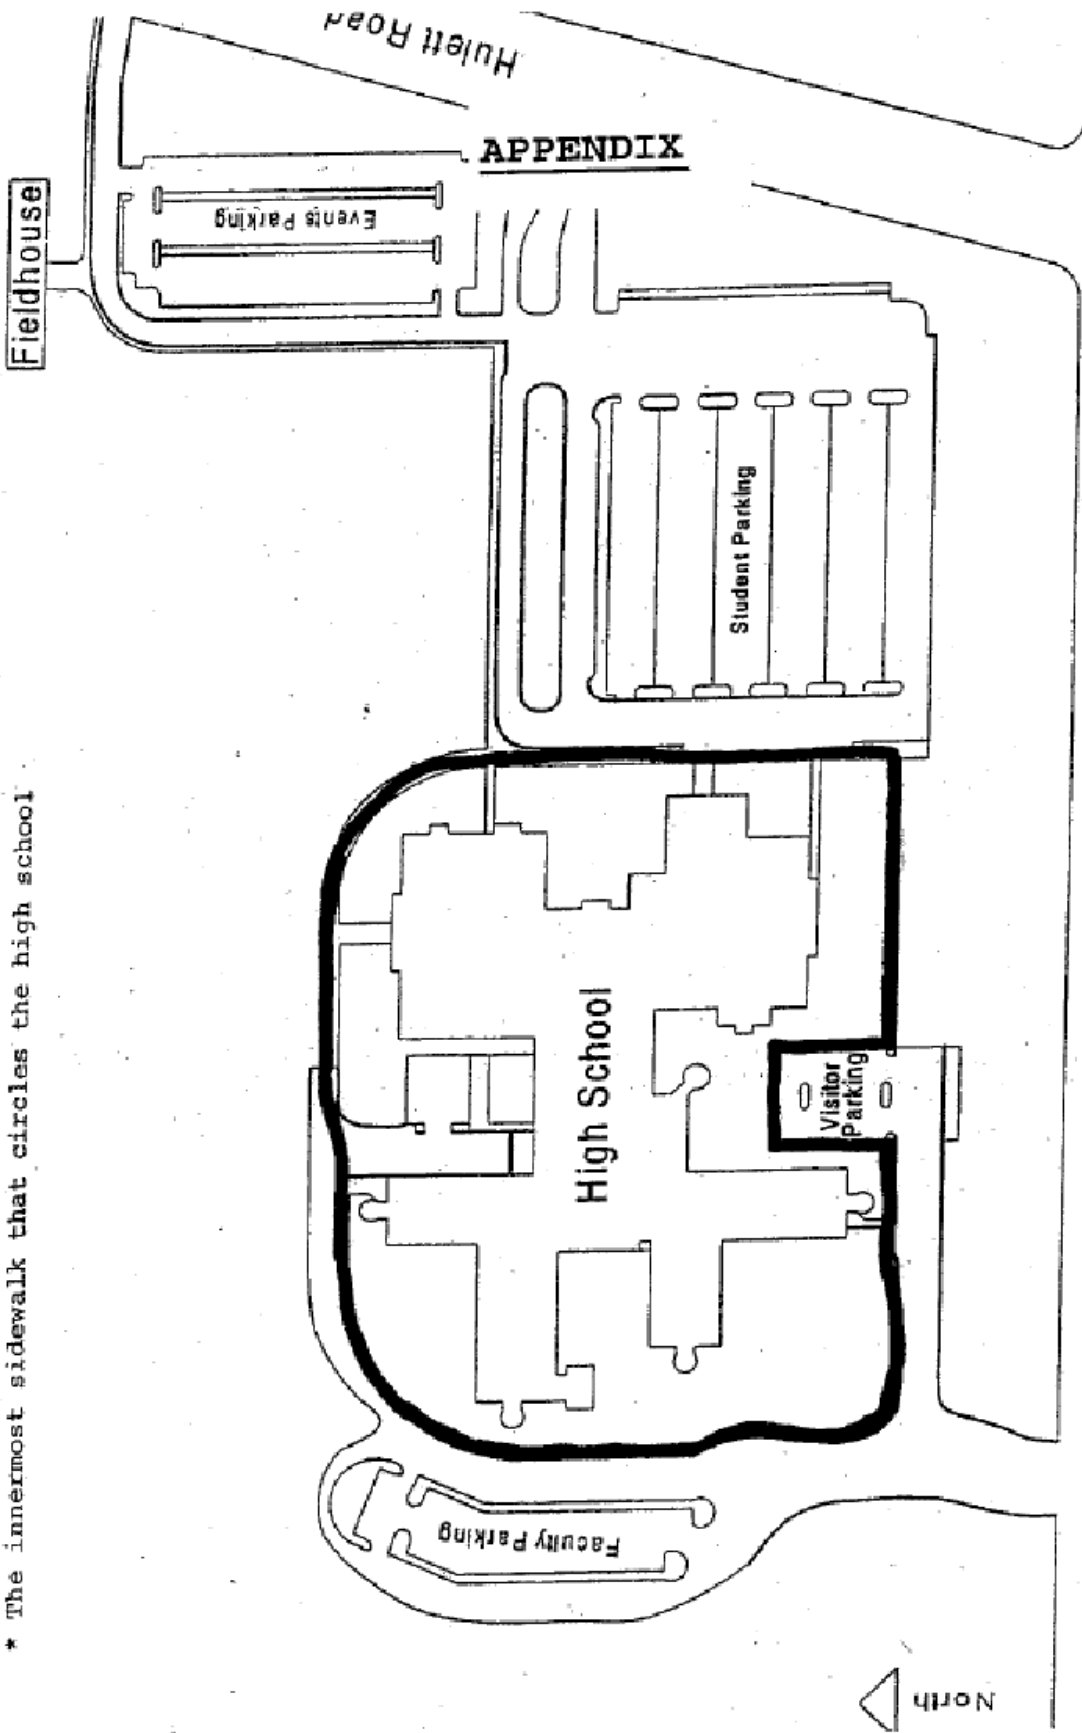 Hulett Road
APPENDIX
Fieldhouse
Events Parking
Student Parking
* The innermost sidewalk that circles the high school
High School
Visitor
Parking
Faculty Parking
North